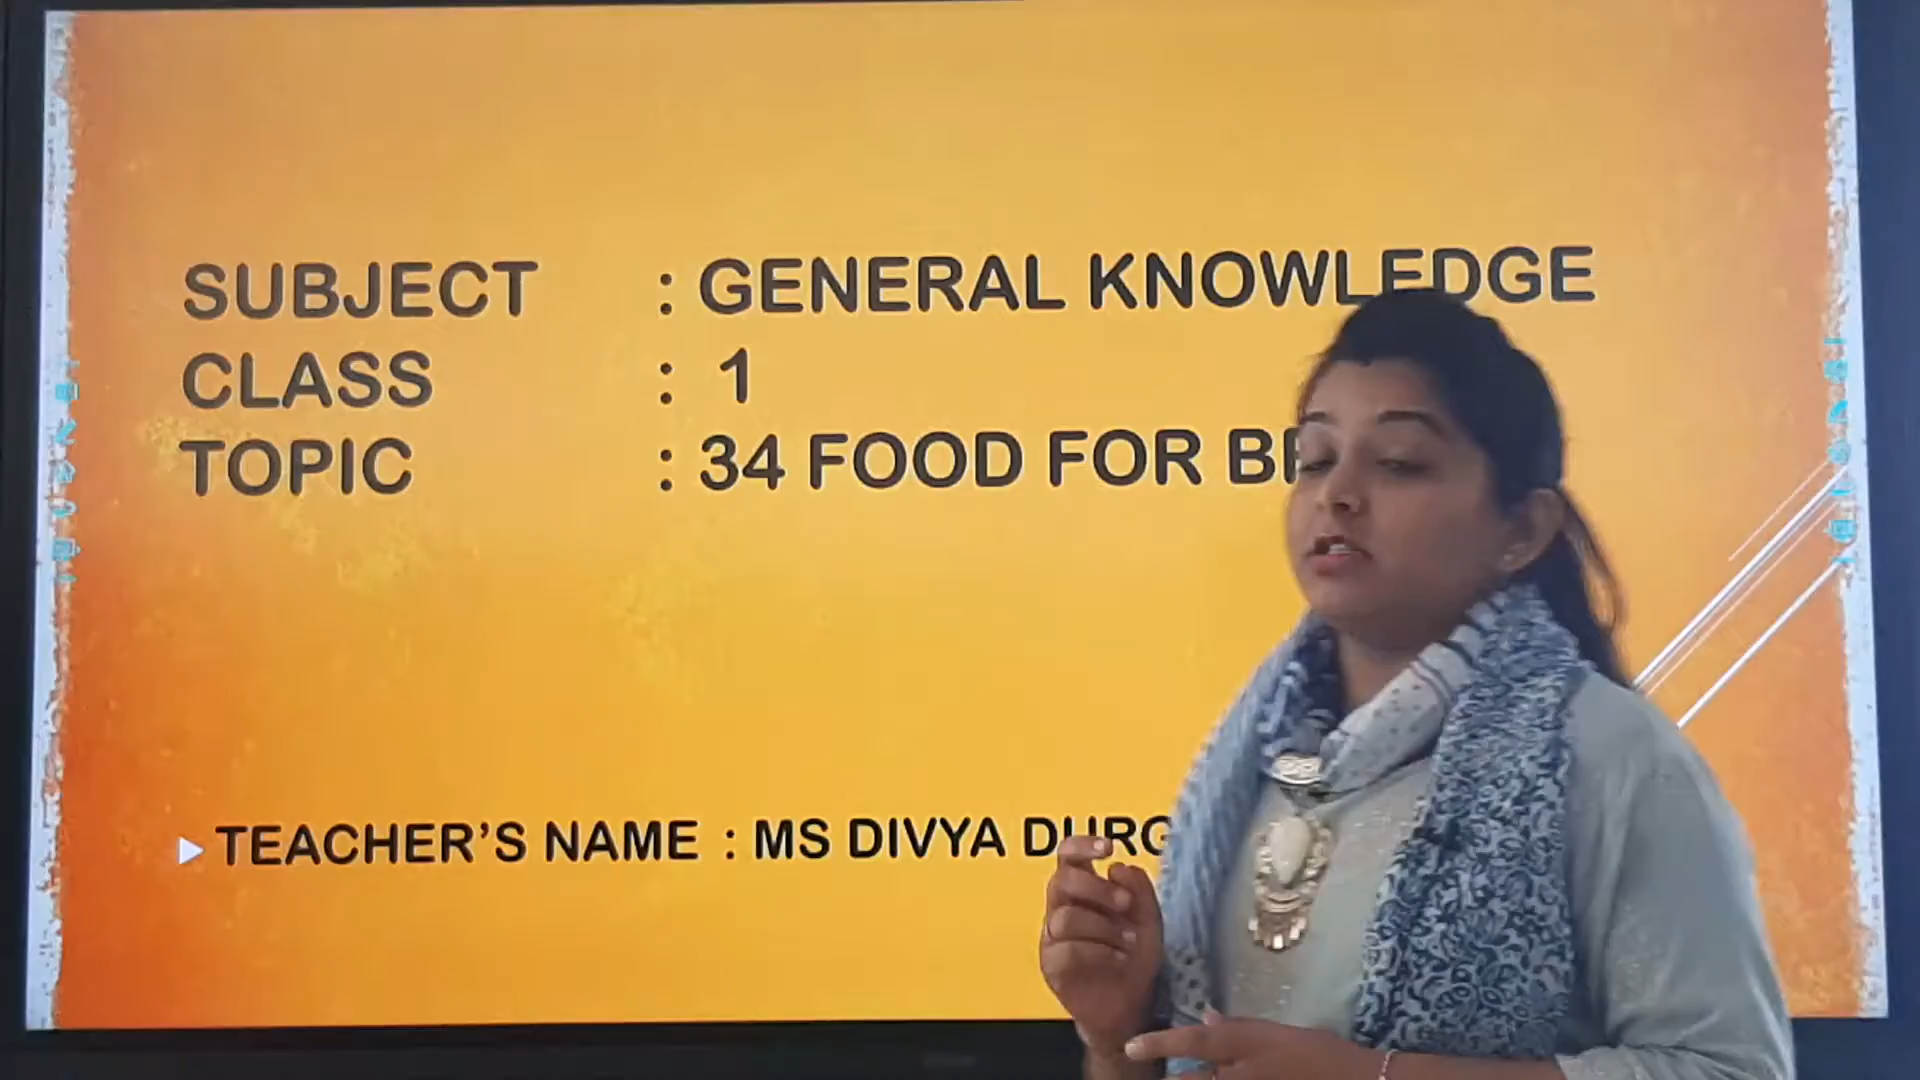 SUBJECT : GENERAL KNOWLEDGE
CLASS : 1
TOPIC : 34 FOOD FOR
TEACHER'S NAME : MS DIVYA